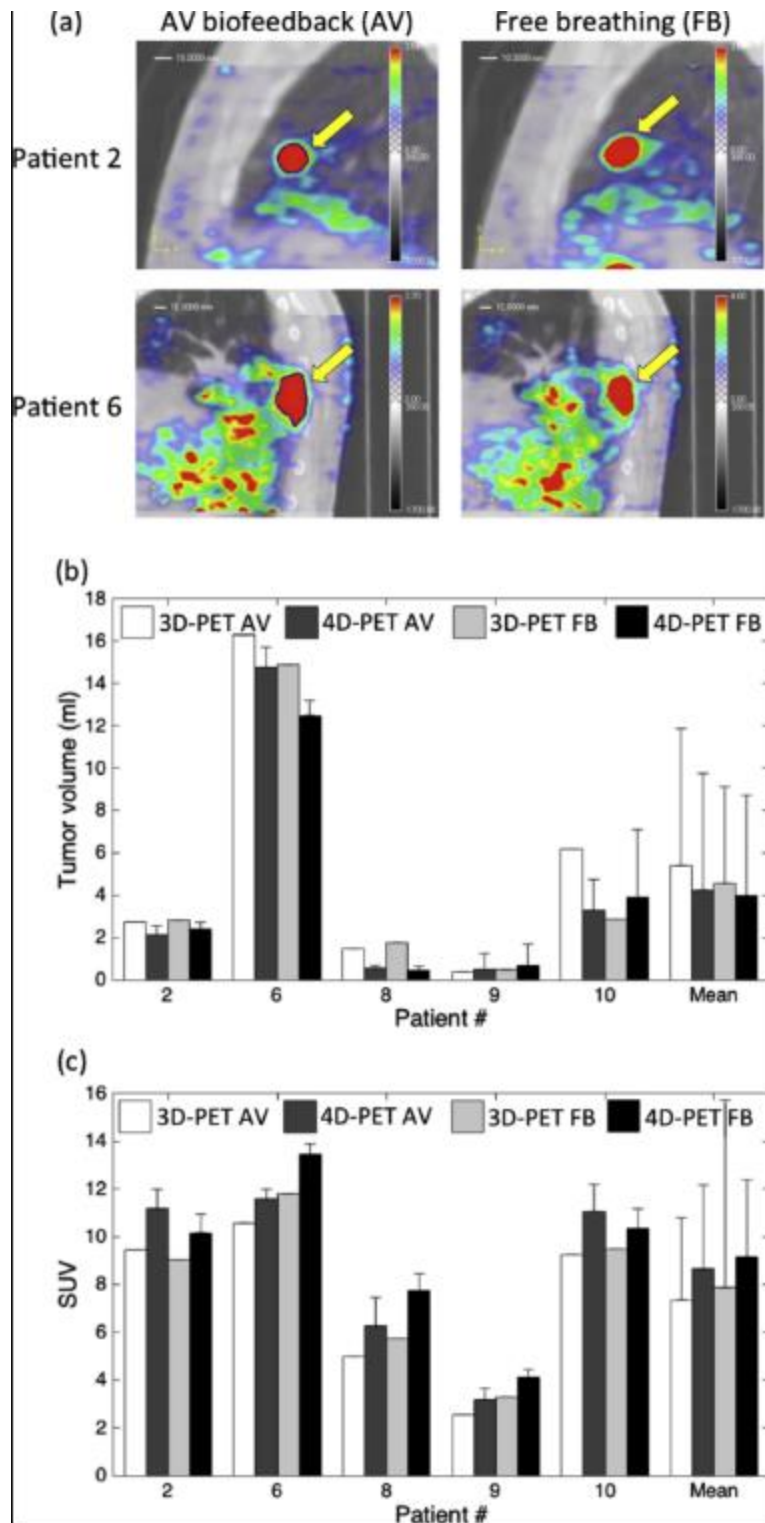 (a) AV biofeedback (AV) Free breathing (FB)
Patient 2
Patient 6
(b)
18
16
14
12
10
8
6
4
2
0
Tumor volume (ml)
3D-PET AV 4D-PET AV 3D-PET FB 4D-PET FB
2 6 8 9 10 Mean
Patient #
(c)
16
14
12
10
8
6
4
2
0
SUV
3D-PET AV 4D-PET AV 3D-PET FB 4D-PET FB
2 6 8 9 10 Mean
Patient #